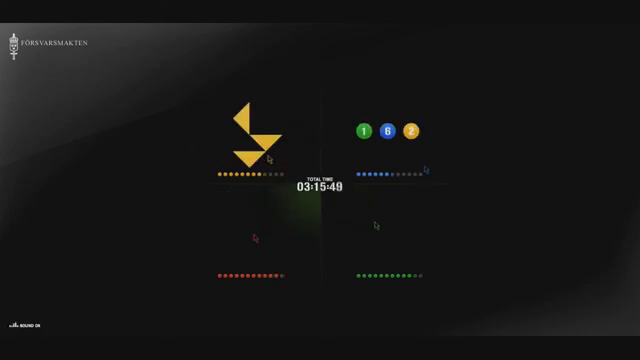 FÖRSVARSMAKTEN
1 6 2
TOTAL TIME
03:15:49
SOUND ON